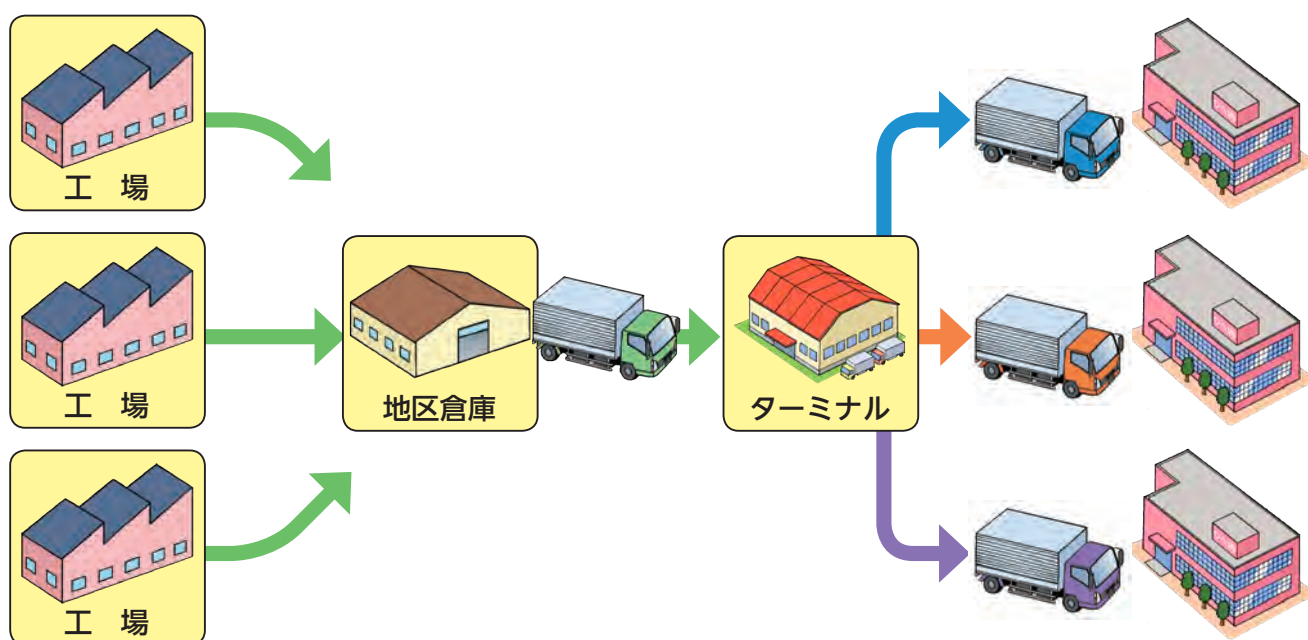 工 場
工 場
地区倉庫
ターミナル
工 場